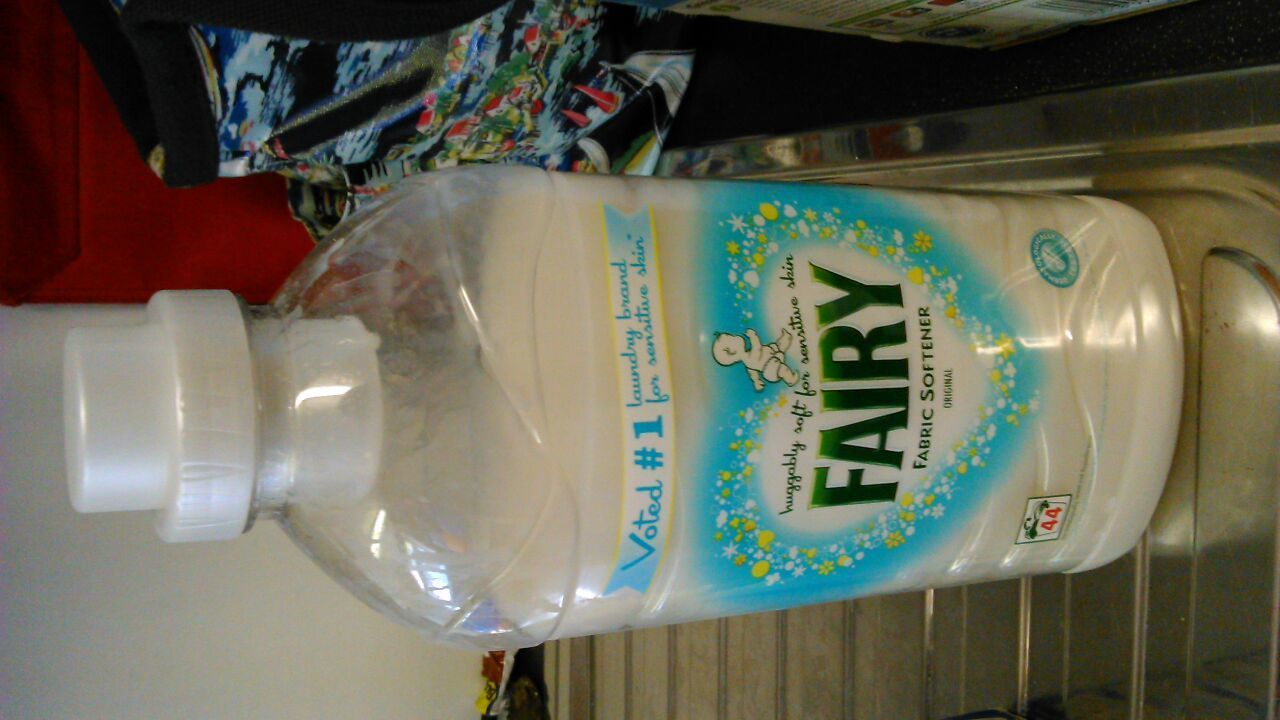 Voted #1 laundry brand
for sensitive skin*
huggably soft for sensitive skin*
FAIRY
FABRIC SOFTENER
ORIGINAL
44